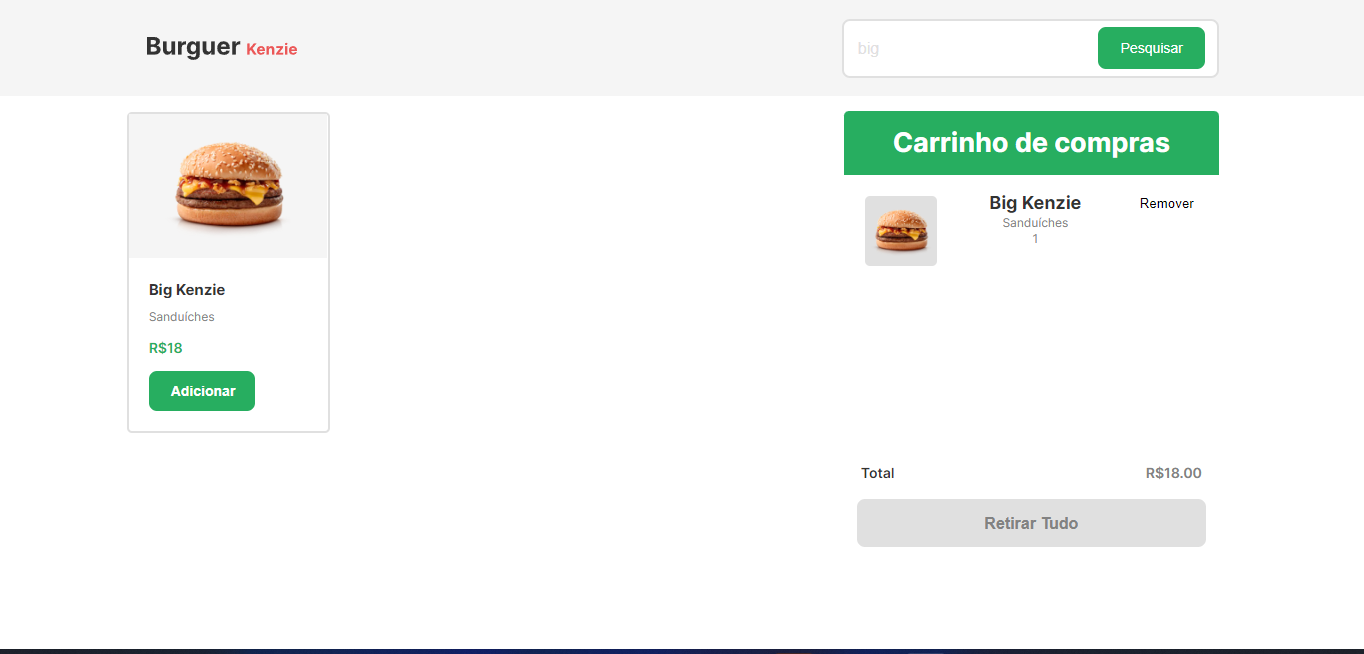 Burguer Kenzie
big
Pesquisar
Big Kenzie
Sanduíches
R$18
Adicionar
Carrinho de compras
Big Kenzie
Sanduíches
1
Remover
Total
R$18.00
Retirar Tudo